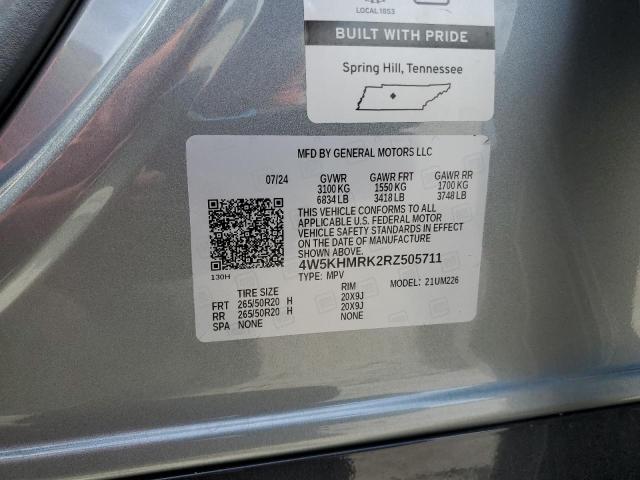 LOCAL 1853
BUILT WITH PRIDE
Spring Hill, Tennessee
MFD BY GENERAL MOTORS LLC
07/24 GVWR GAWR FRT GAWR RR
3100 KG 1550 KG 1700 KG
6834 LB 3418 LB 3748 LB
THIS VEHICLE CONFORMS TO ALL
APPLICABLE U.S. FEDERAL MOTOR
VEHICLE SAFETY STANDARDS IN EFFECT
ON THE DATE OF MANUFACTURE
SHOWN ABOVE.
4W5KHMRK2RZ505711
130H
TYPE: MPV MODEL: 21UM226
TIRE SIZE RIM
FRT 265/50R20 H 20X9J
RR 265/50R20 H 20X9J
SPA NONE NONE